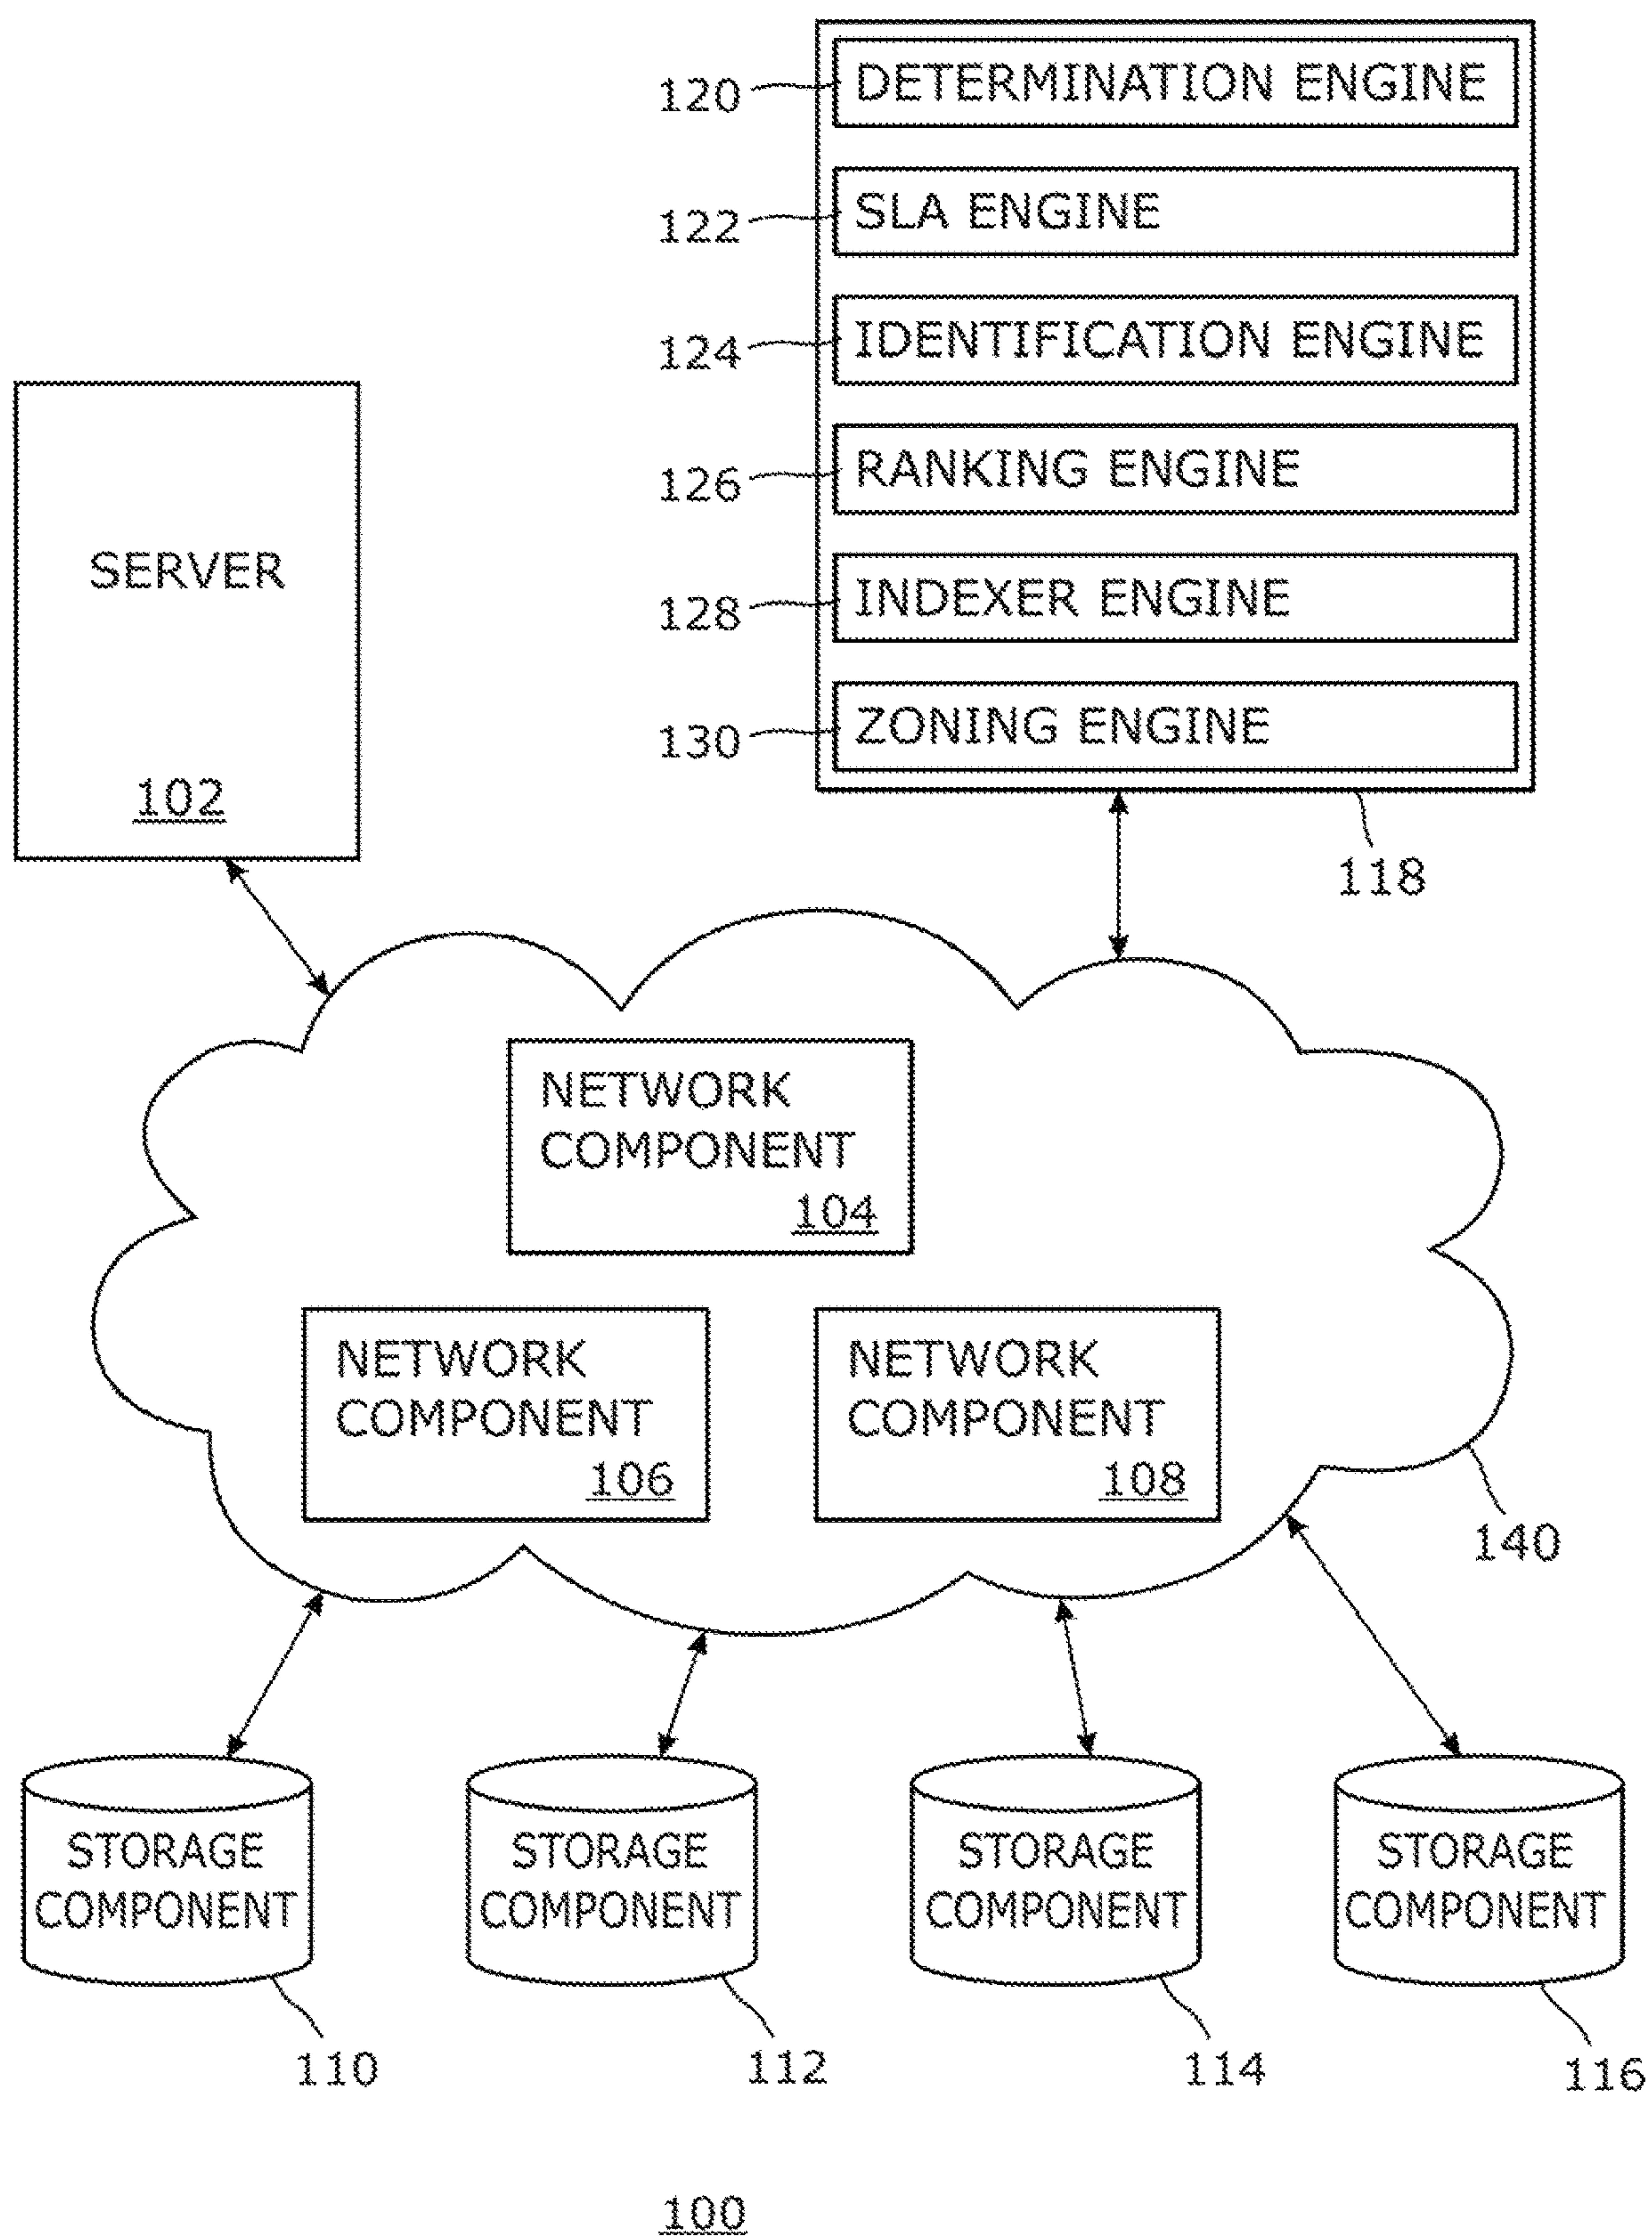 120 DETERMINATION ENGINE
122 SLA ENGINE
124 IDENTIFICATION ENGINE
126 RANKING ENGINE
128 INDEXER ENGINE
130 ZONING ENGINE
118
SERVER
102
NETWORK
COMPONENT
104
NETWORK
COMPONENT
106
NETWORK
COMPONENT
108
140
STORAGE
COMPONENT
110
STORAGE
COMPONENT
112
STORAGE
COMPONENT
114
STORAGE
COMPONENT
116
100